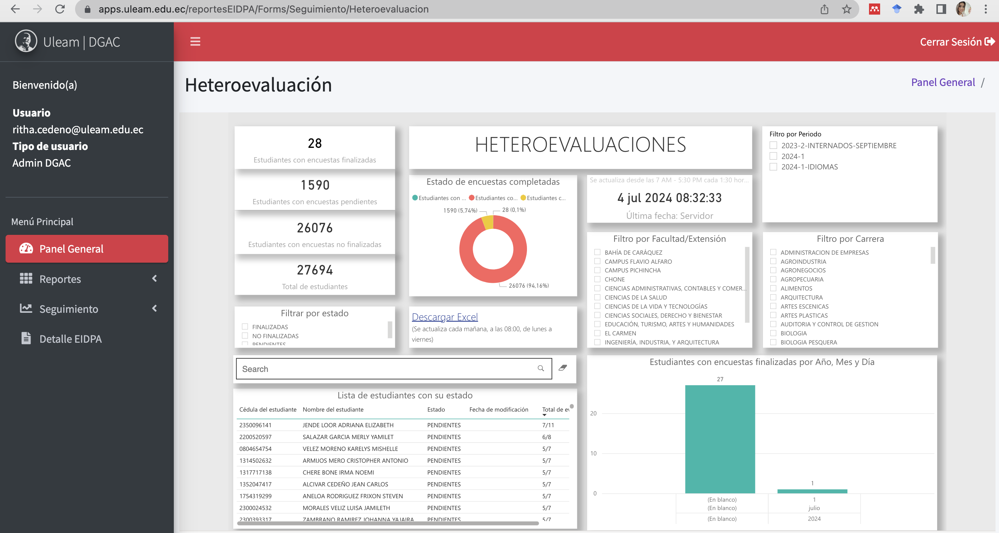 apps.uleam.edu.ec/reportesEIDPA/Forms/Seguimiento/Heteroevaluacion
Uleam | DGAC
Cerrar Sesión
Bienvenido(a)
Usuario
ritha.cedeno@uleam.edu.ec
Tipo de usuario
Admin DGAC
Menú Principal
Panel General
Reportes
Seguimiento
Detalle EIDPA
Heteroevaluación
Panel General /
28
Estudiantes con encuestas finalizadas
1590
Estudiantes con encuestas pendientes
26076
Estudiantes con encuestas no finalizadas
27694
Total de estudiantes
HETEROEVALUACIONES
Estado de encuestas completadas
Estudiantes con ... Estudiantes co... Estudiantes c...
1590 (5,74%) 28 (0,1%)
26076 (94,16%)
Se actualiza desde las 7 AM - 5:30 PM cada 1:30 hor...
4 jul 2024 08:32:33
Última fecha: Servidor
Filtro por Periodo
2023-2-INTERNADOS-SEPTIEMBRE
2024-1
2024-1-IDIOMAS
Filtro por Facultad/Extensión
BAHÍA DE CARÁQUEZ
CAMPUS FLAVIO ALFARO
CAMPUS PICHINCHA
CHONE
CIENCIAS ADMINISTRATIVAS, CONTABLES Y COMER...
CIENCIAS DE LA SALUD
CIENCIAS DE LA VIDA Y TECNOLOGÍAS
CIENCIAS SOCIALES, DERECHO Y BIENESTAR
EDUCACIÓN, TURISMO, ARTES Y HUMANIDADES
EL CARMEN
INGENIERÍA, INDUSTRIA, Y ARQUITECTURA
Filtro por Carrera
ADMINISTRACION DE EMPRESAS
AGROINDUSTRIA
AGRONEGOCIOS
AGROPECUARIA
ALIMENTOS
ARQUITECTURA
ARTES ESCENICAS
ARTES PLASTICAS
AUDITORIA Y CONTROL DE GESTION
BIOLOGIA
BIOLOGIA PESQUERA
Filtrar por estado
FINALIZADAS
NO FINALIZADAS
PENDIENTES
Descargar Excel
(Se actualiza cada mañana, a las 08:00, de lunes a
viernes)
Search
Lista de estudiantes con su estado
Cédula del estudiante Nombre del estudiante Estado Fecha de modificación Total de ev
2350096141 JENDE LOOR ADRIANA ELIZABETH PENDIENTES 7/11
2200520597 SALAZAR GARCIA MERLY YAMILET PENDIENTES 6/8
0804654754 VELEZ MORENO KARELYS MISHELLE PENDIENTES 5/7
1314502632 ARMIJOS MERO CRISTOPHER ANTONIO PENDIENTES 5/7
1317717138 CHERE BONE IRMA NOEMI PENDIENTES 5/7
1352047417 ALCIVAR CEDEÑO JEAN CARLOS PENDIENTES 5/7
1754319299 ANELOA RODRIGUEZ FRIXON STEVEN PENDIENTES 5/7
2300024532 MORALES VELIZ LUISA JAMILETH PENDIENTES 5/7
2300393317 ZAMBRANO RAMIREZ JOHANNA YAJAIRA PENDIENTES 5/7
Estudiantes con encuestas finalizadas por Año, Mes y Día
27
20
10
1
0
(En blanco) 1
(En blanco) julio
(En blanco) 2024